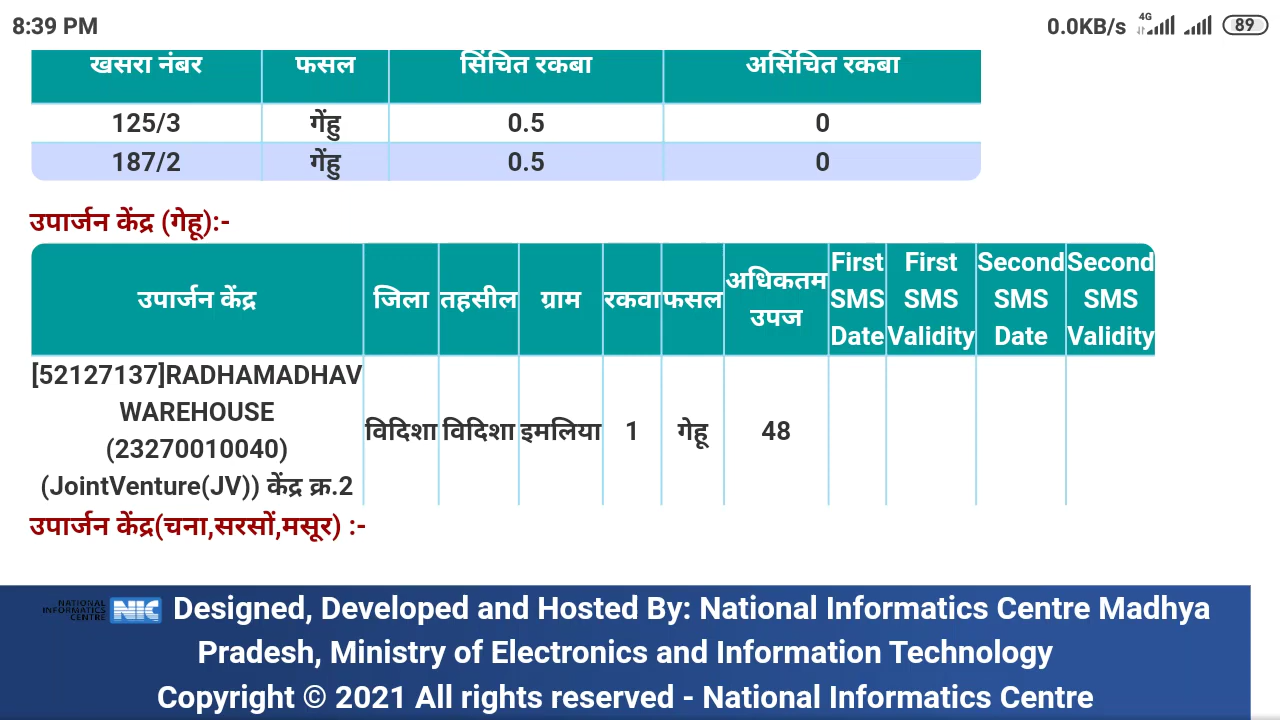 8:39 PM
0.0KB/s 4G 89
खसरा नंबर फसल सिंचित रकबा असिंचित रकबा
125/3 गेंहु 0.5 0
187/2 गेंहु 0.5 0
उपार्जन केंद्र (गेहू):-
उपार्जन केंद्र जिला तहसील ग्राम रकवा फसल अधिकतम उपज First SMS Date First SMS Validity Second SMS Date Second SMS Validity
[52127137]RADHAMADHAV
WAREHOUSE
(23270010040)
(JointVenture(JV)) केंद्र क्र.2
विदिशा विदिशा इमलिया 1 गेहू 48
उपार्जन केंद्र(चना,सरसों,मसूर) :-
NATIONAL
INFORMATICS
CENTRE
NIC
Designed, Developed and Hosted By: National Informatics Centre Madhya
Pradesh, Ministry of Electronics and Information Technology
Copyright © 2021 All rights reserved - National Informatics Centre